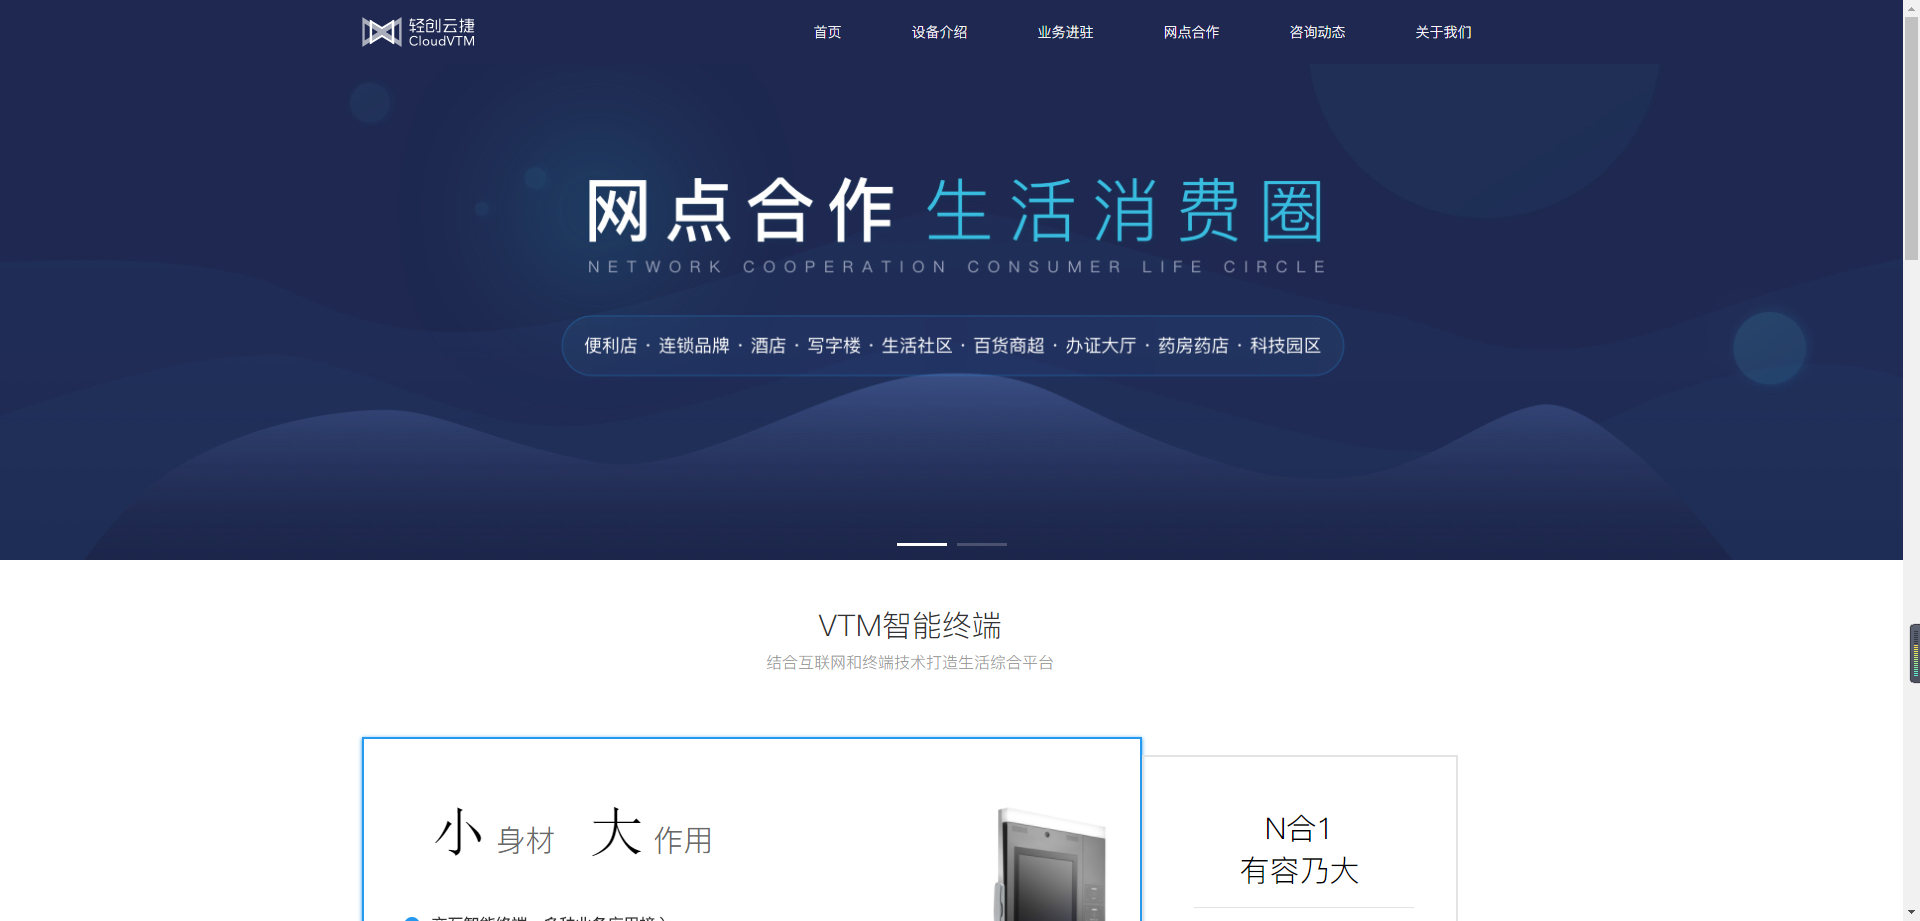 轻创云捷
CloudVTM
首页 设备介绍 业务进驻 网点合作 咨询动态 关于我们
网点合作 生活消费圈
NETWORK COOPERATION CONSUMER LIFE CIRCLE
便利店 · 连锁品牌 · 酒店 · 写字楼 · 生活社区 · 百货商超 · 办证大厅 · 药房药店 · 科技园区
VTM智能终端
结合互联网和终端技术打造生活综合平台
小 身材 大 作用
N合1
有容乃大